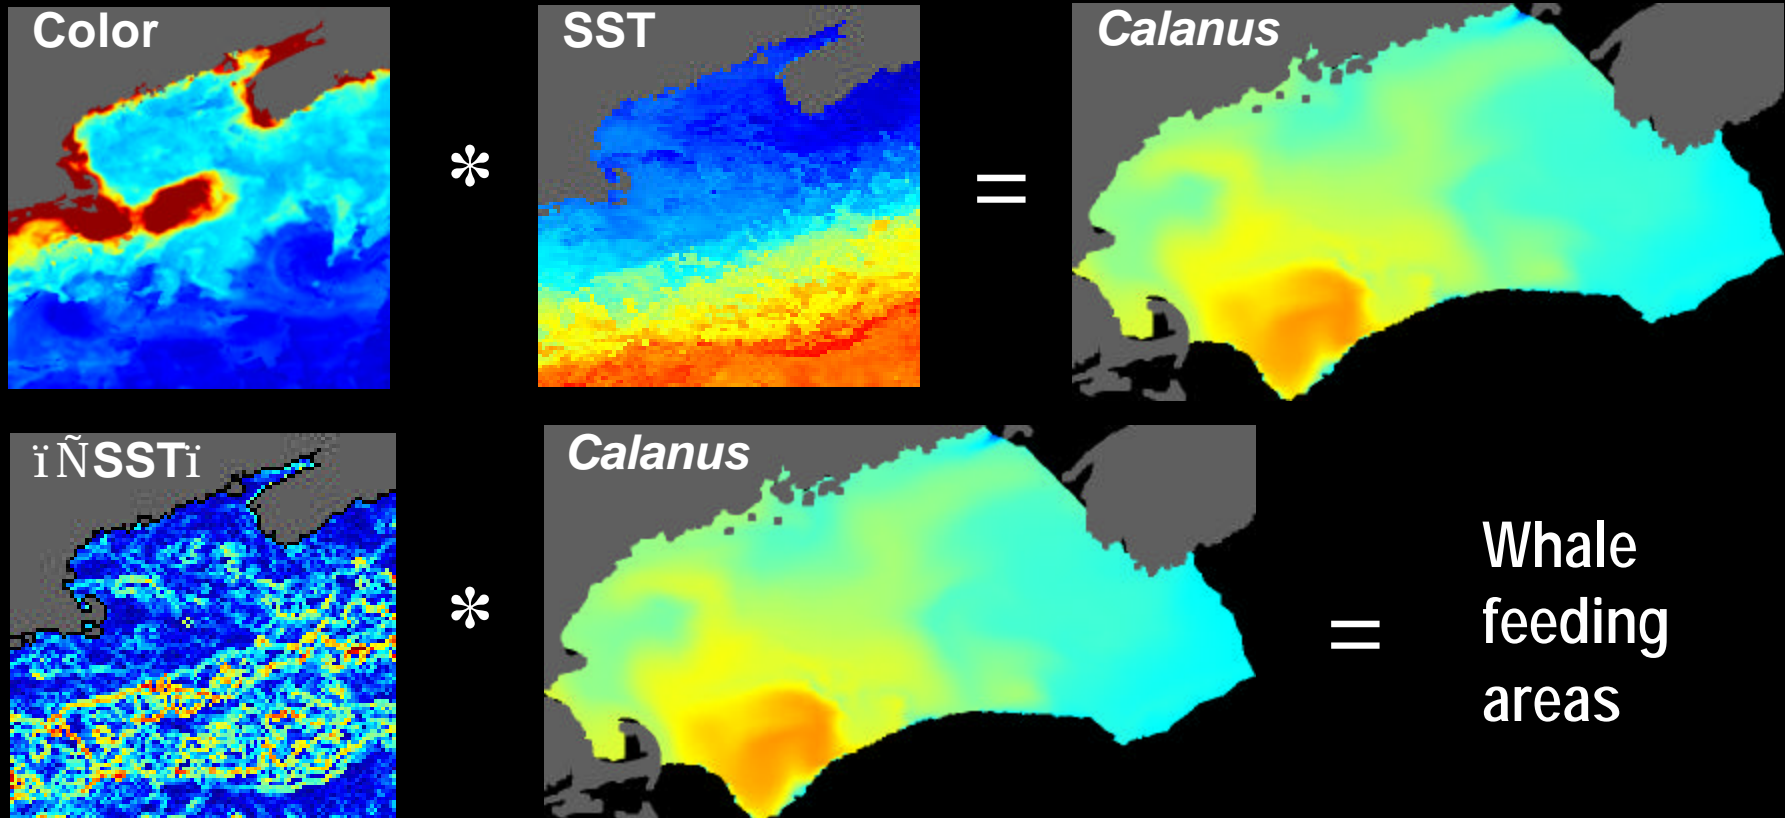 Color
SST
Calanus
*
=
ïÑSSTï
Calanus
*
=
Whale
feeding
areas